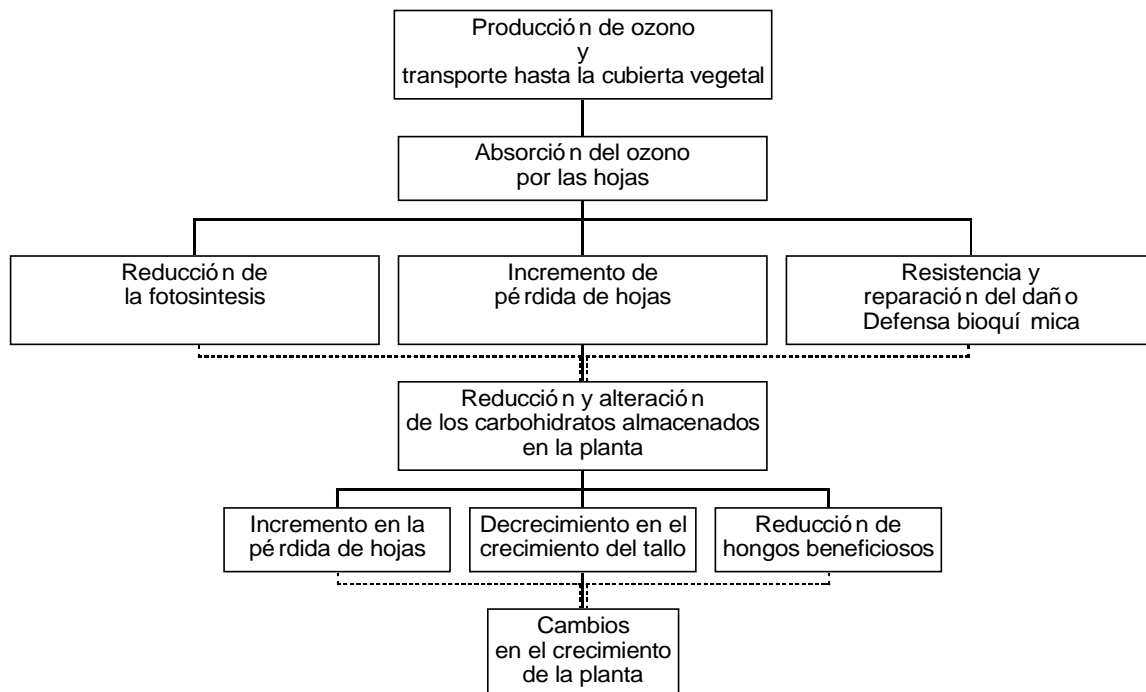 Producción de ozono
y
transporte hasta la cubierta vegetal
Absorción del ozono
por las hojas
Reducción de
la fotosintesis
Incremento de
pérdida de hojas
Resistencia y
reparación del daño
Defensa bioquí mica
Reducción y alteración
de los carbohidratos almacenados
en la planta
Incremento en la
pérdida de hojas
Decrecimiento en el
crecimiento del tallo
Reducción de
hongos beneficiosos
Cambios
en el crecimiento
de la planta